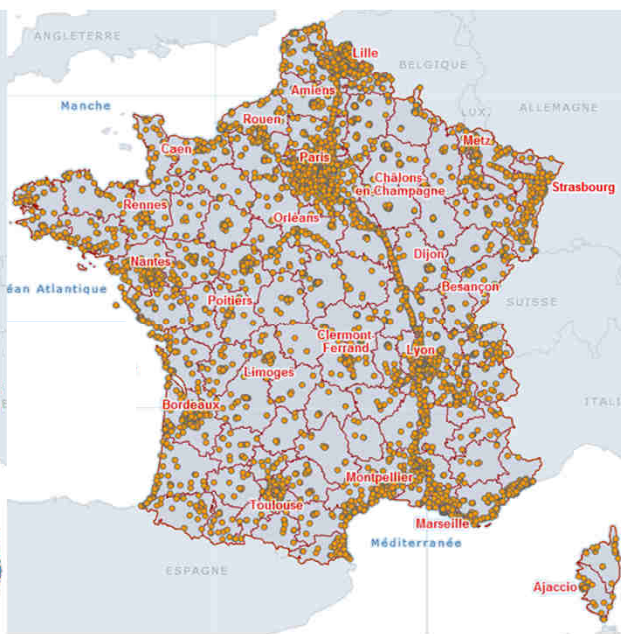 ANGLETERRE
Lille
BELGIQUE
Amiens
Manche
Rouen
LUX.
ALLEMAGNE
Caen
Metz
Paris
Châlons
en Champagne
Strasbourg
Rennes
Orléans
Nantes
Dijon
éan Atlantique
Besançon
Poitiers
SUISSE
Clermont
Ferrand
Lyon
Limoges
Bordeaux
ITALI
Montpellier
Toulouse
Marseille
Méditerranée
ESPAGNE
Ajaccio